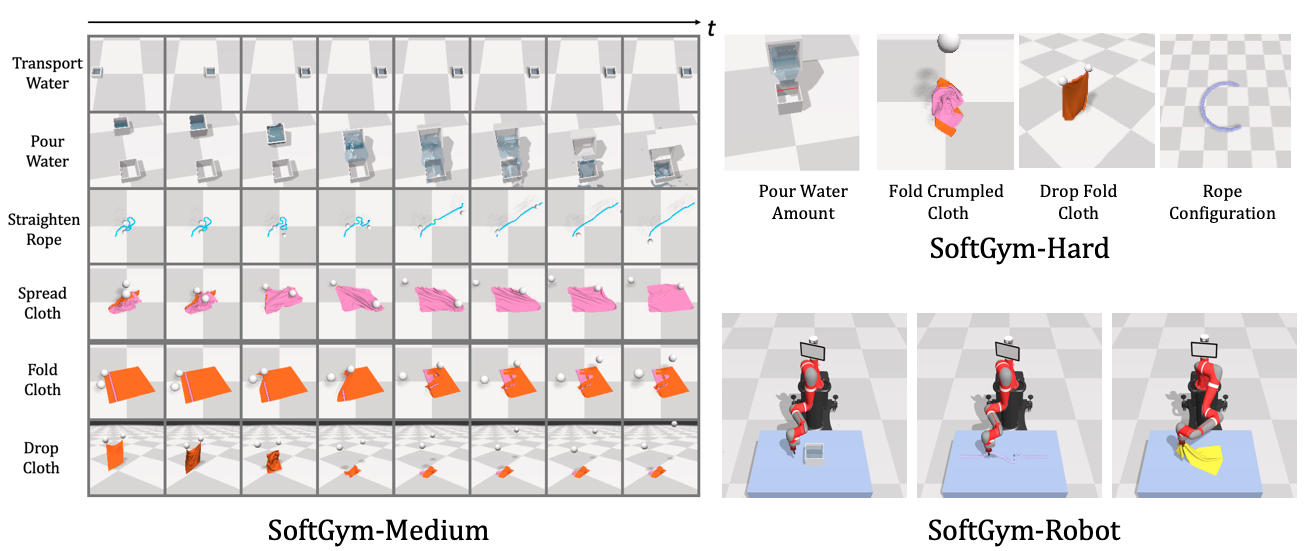 t
Transport
Water
Pour
Water
Straighten
Rope
Spread
Cloth
Fold
Cloth
Drop
Cloth
SoftGym-Medium
Pour Water
Amount
Fold Crumpled
Cloth
Drop Fold
Cloth
Rope
Configuration
SoftGym-Hard
SoftGym-Robot